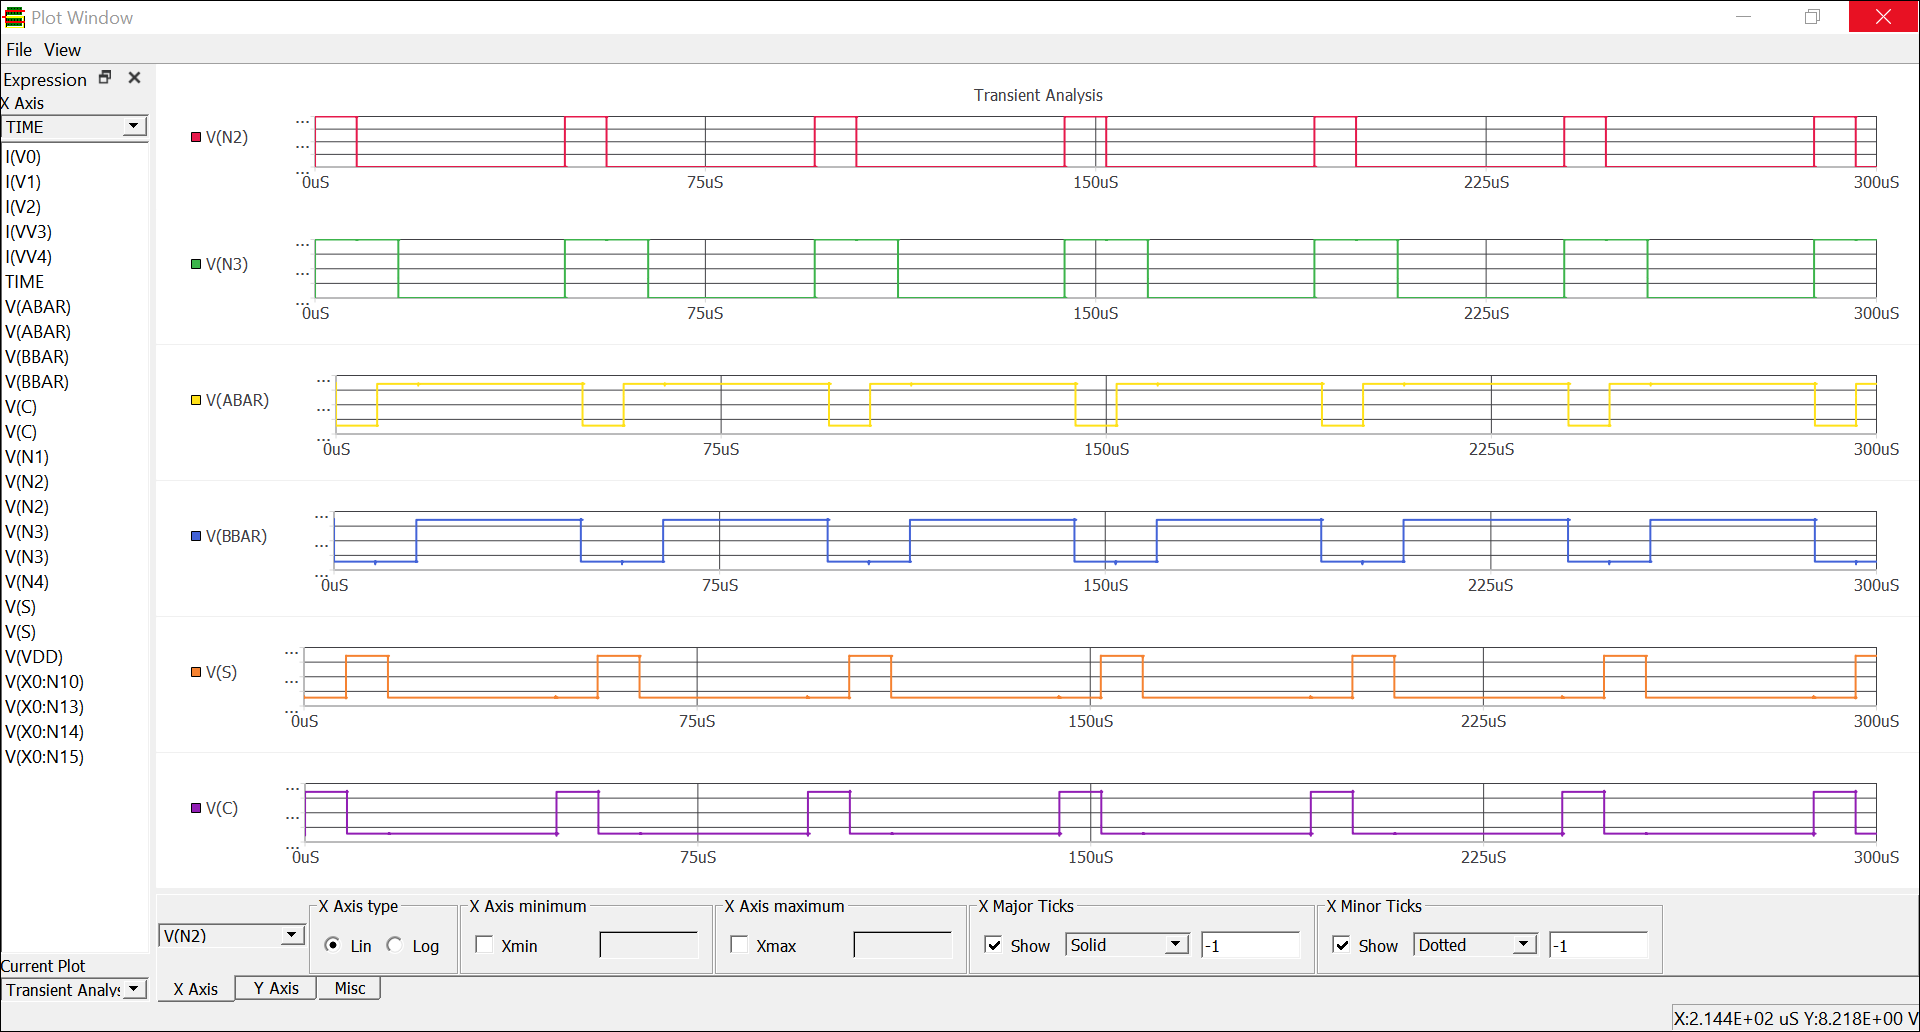 Plot Window
File View
Expression
X Axis
TIME
I(V0)
I(V1)
I(V2)
I(VV3)
I(VV4)
TIME
V(ABAR)
V(ABAR)
V(BBAR)
V(BBAR)
V(C)
V(C)
V(N1)
V(N2)
V(N2)
V(N3)
V(N3)
V(N4)
V(S)
V(S)
V(VDD)
V(X0:N10)
V(X0:N13)
V(X0:N14)
V(X0:N15)
Current Plot
Transient Analys
Transient Analysis
V(N2)
... ... ...
0uS 75uS 150uS 225uS 300uS
V(N3)
... ... ...
0uS 75uS 150uS 225uS 300uS
V(ABAR)
... ... ...
0uS 75uS 150uS 225uS 300uS
V(BBAR)
... ... ...
0uS 75uS 150uS 225uS 300uS
V(S)
... ... ...
0uS 75uS 150uS 225uS 300uS
V(C)
... ... ...
0uS 75uS 150uS 225uS 300uS
V(N2)
X Axis type
Lin Log
X Axis minimum
Xmin
X Axis maximum
Xmax
X Major Ticks
Show Solid -1
X Minor Ticks
Show Dotted -1
X Axis Y Axis Misc
X:2.144E+02 uS Y:8.218E+00 V